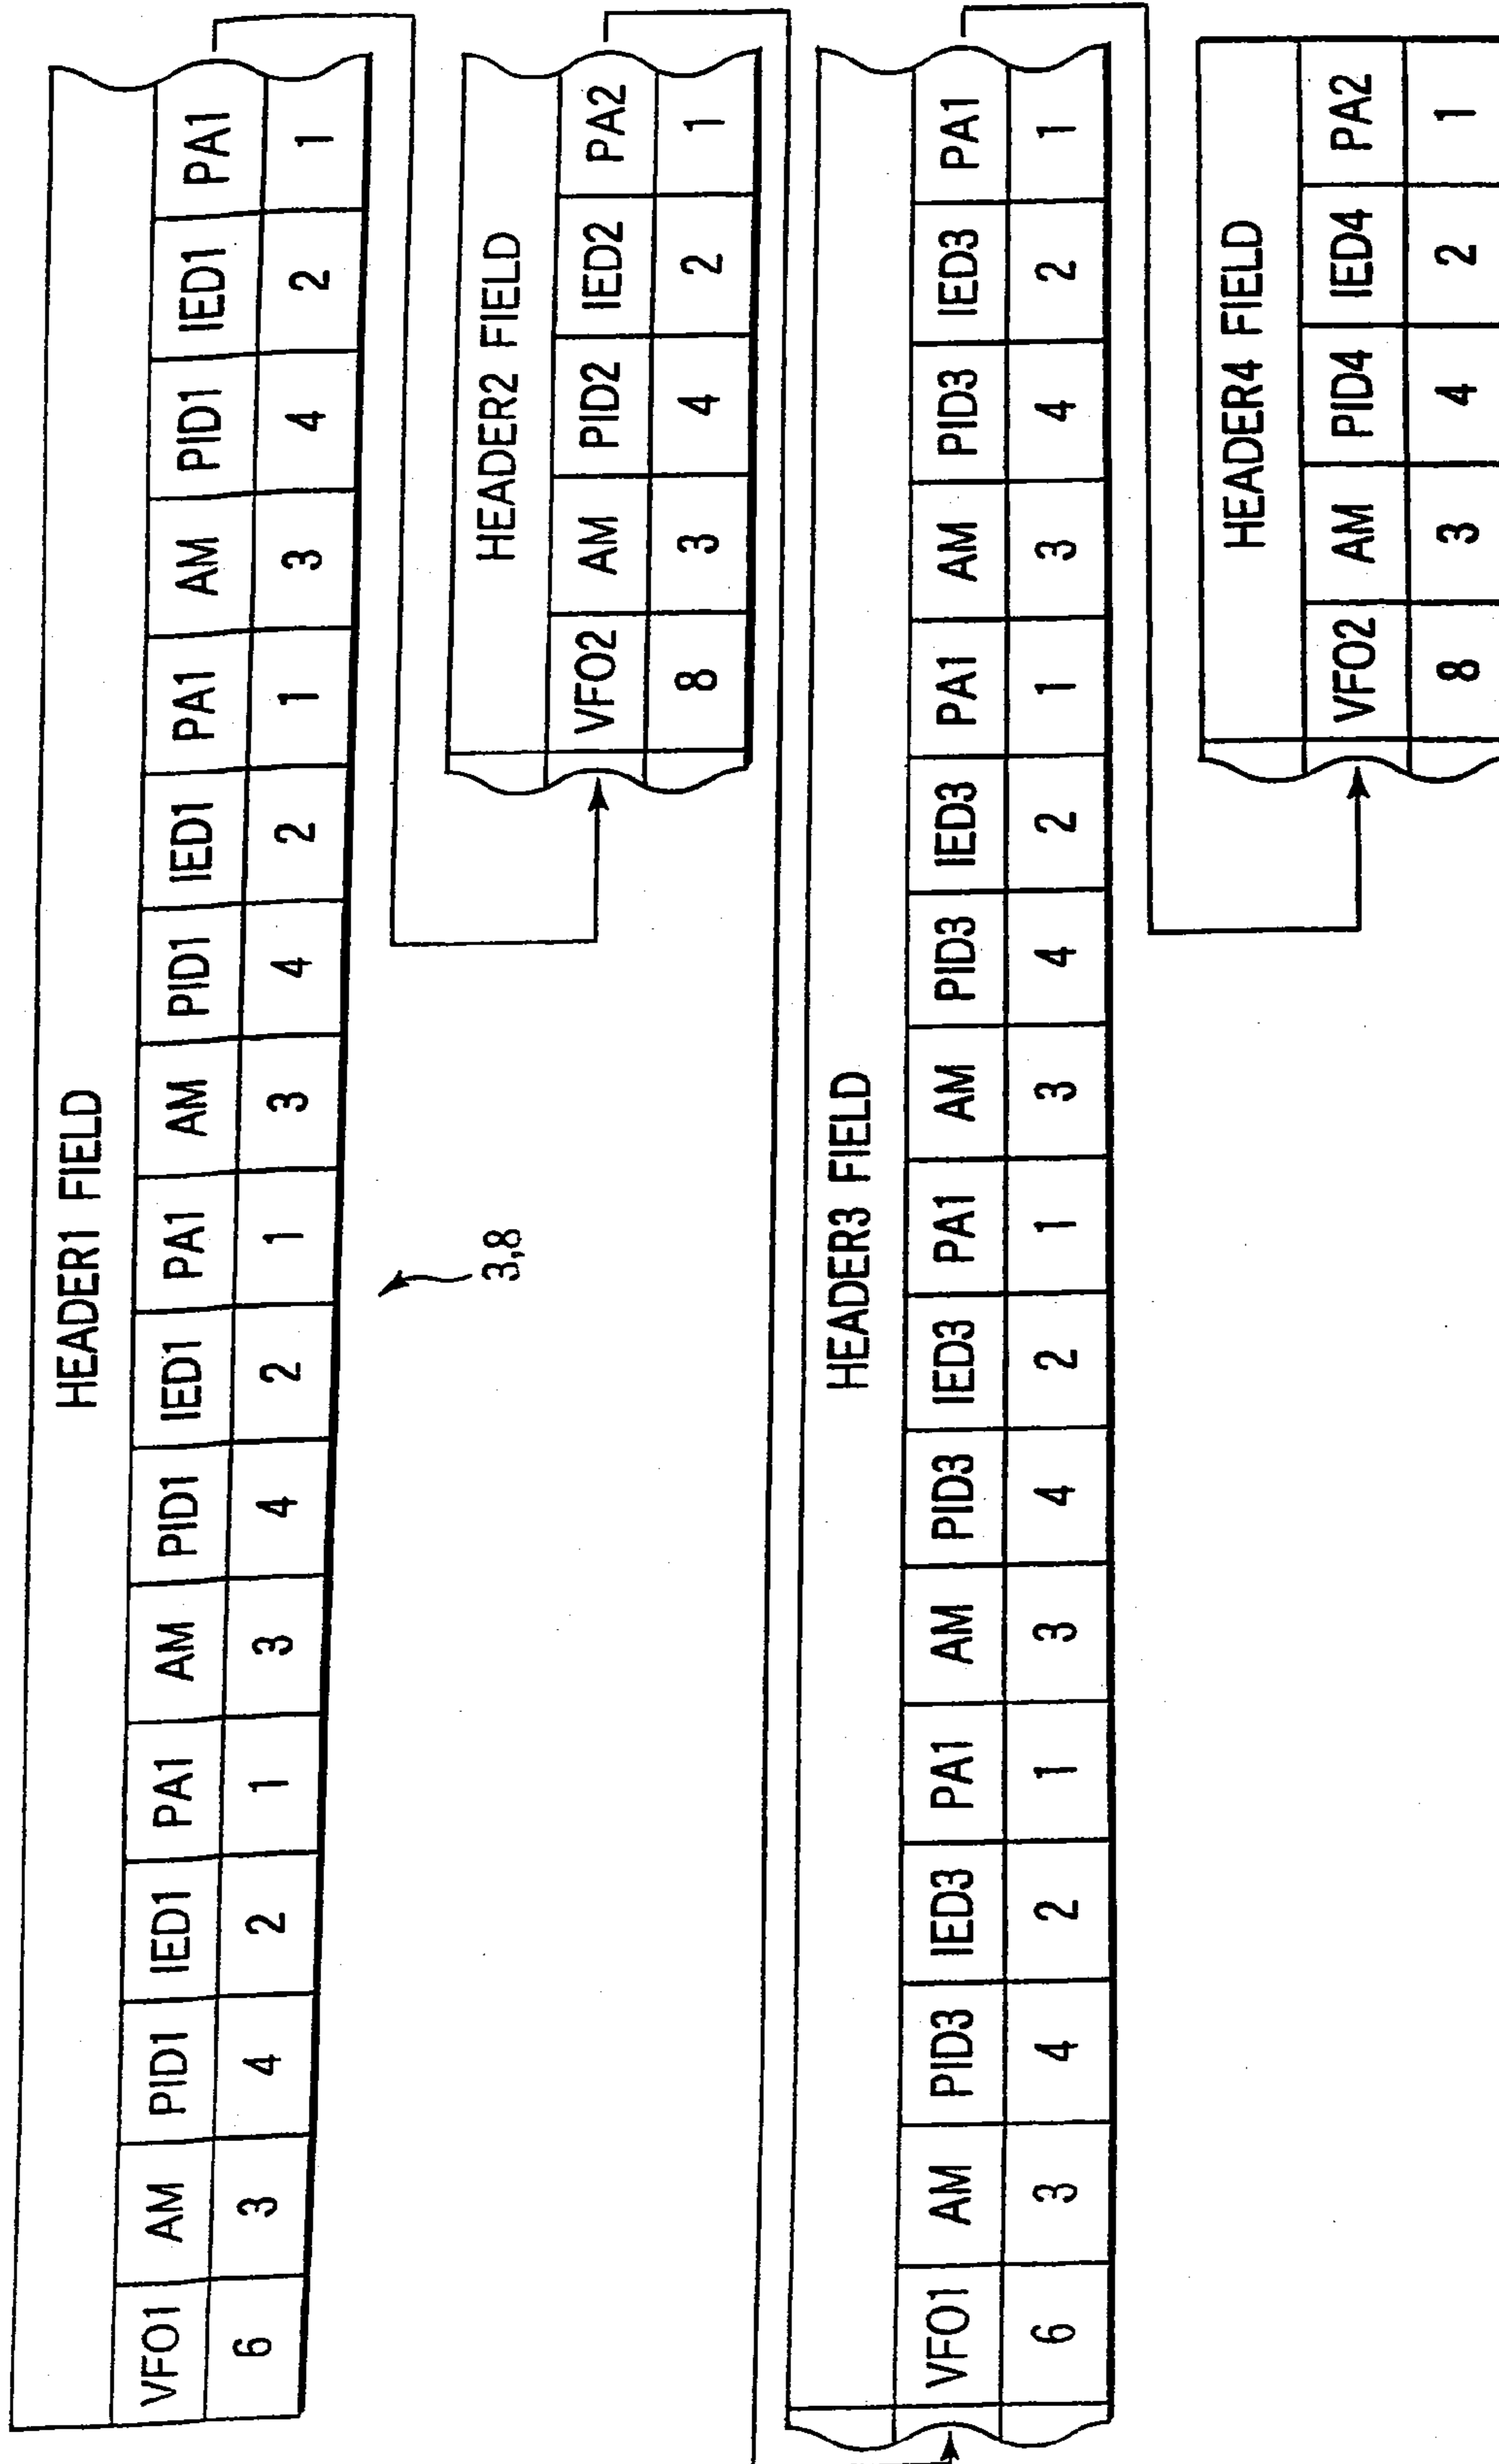 HEADER1 FIELD
VFO1 AM PID1 IED1 PA1 AM PID1 IED1 PA1 AM PID1 IED1 PA1 AM PID1 IED1 PA1
6 3 4 2 1 3 4 2 1 3 4 2 1 3 4 2 1
3,8
HEADER2 FIELD
VFO2 AM PID2 IED2 PA2
8 3 4 2 1
HEADER3 FIELD
VFO1 AM PID3 IED3 PA1 AM PID3 IED3 PA1 AM PID3 IED3 PA1 AM PID3 IED3 PA1
6 3 4 2 1 3 4 2 1 3 4 2 1 3 4 2 1
HEADER4 FIELD
VFO2 AM PID4 IED4 PA2
8 3 4 2 1